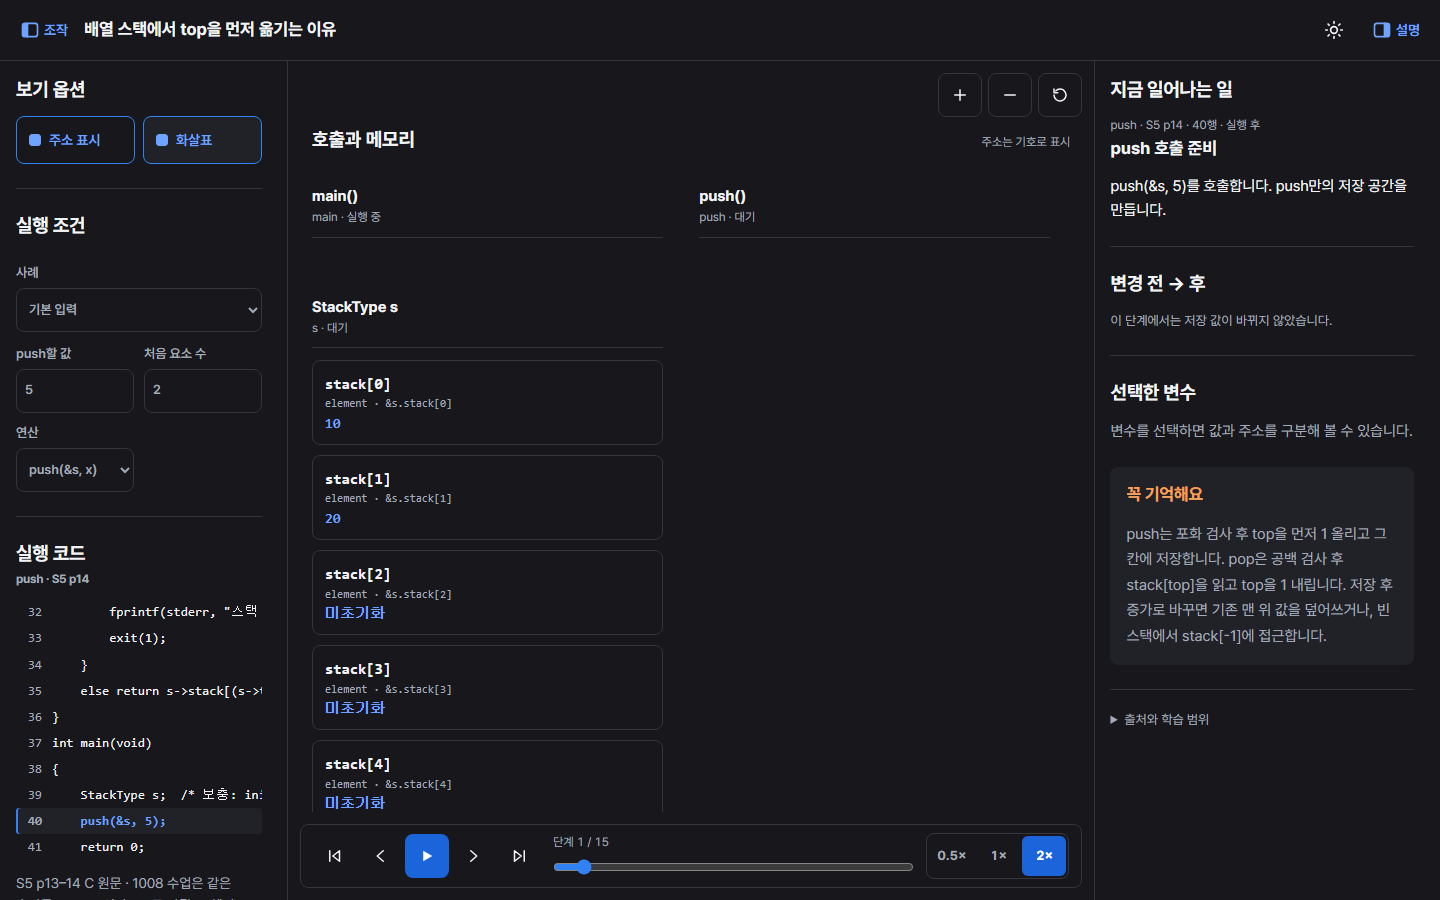 조작
배열 스택에서 top을 먼저 옮기는 이유
설명
보기 옵션
주소 표시
화살표
실행 조건
사례
기본 입력
push할 값
처음 요소 수
5
2
연산
push(&s, x)
실행 코드
push · S5 p14
32 fprintf(stderr, "스택
33 exit(1);
34 }
35 else return s->stack[(s->
36 }
37 int main(void)
38 {
39 StackType s; /* 보충: in
40 push(&s, 5);
41 return 0;
S5 p13–14 C 원문 · 1008 수업은 같은
호출과 메모리
주소는 기호로 표시
main()
main · 실행 중
push()
push · 대기
StackType s
s · 대기
stack[0]
element · &s.stack[0]
10
stack[1]
element · &s.stack[1]
20
stack[2]
element · &s.stack[2]
미초기화
stack[3]
element · &s.stack[3]
미초기화
stack[4]
element · &s.stack[4]
미초기화
단계 1 / 15
0.5×
1×
2×
지금 일어나는 일
push · S5 p14 · 40행 · 실행 후
push 호출 준비
push(&s, 5)를 호출합니다. push만의 저장 공간을
만듭니다.
변경 전 → 후
이 단계에서는 저장 값이 바뀌지 않았습니다.
선택한 변수
변수를 선택하면 값과 주소를 구분해 볼 수 있습니다.
꼭 기억해요
push는 포화 검사 후 top을 먼저 1 올리고 그
칸에 저장합니다. pop은 공백 검사 후
stack[top]을 읽고 top을 1 내립니다. 저장 후
증가로 바꾸면 기존 맨 위 값을 덮어쓰거나, 빈
스택에서 stack[-1]에 접근합니다.
출처와 학습 범위